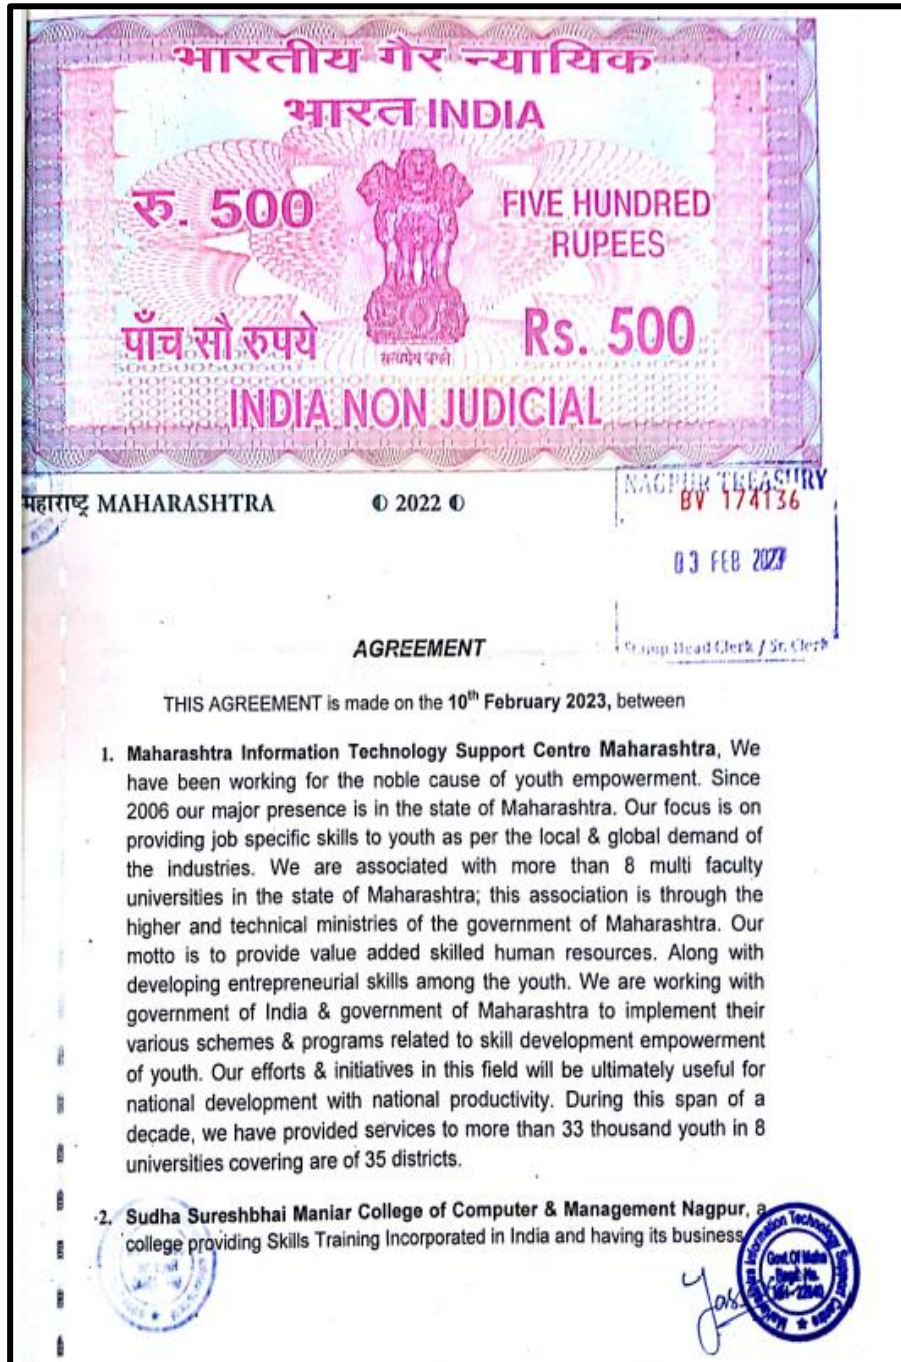 भारतीय गैर न्यायिक
भारत INDIA
रु. 500
FIVE HUNDRED
RUPEES
पाँच सौ रुपये
Rs. 500
सत्यमेव जयते
INDIA NON JUDICIAL
महाराष्ट्र MAHARASHTRA
2022
NAGPUR TREASURY
BV 174136
03 FEB 2023
Stamp Head Clerk / Sr. Clerk
AGREEMENT
THIS AGREEMENT is made on the 10th February 2023, between
1. Maharashtra Information Technology Support Centre Maharashtra, We
have been working for the noble cause of youth empowerment. Since
2006 our major presence is in the state of Maharashtra. Our focus is on
providing job specific skills to youth as per the local & global demand of
the industries. We are associated with more than 8 multi faculty
universities in the state of Maharashtra; this association is through the
higher and technical ministries of the government of Maharashtra. Our
motto is to provide value added skilled human resources. Along with
developing entrepreneurial skills among the youth. We are working with
government of India & government of Maharashtra to implement their
various schemes & programs related to skill development empowerment
of youth. Our efforts & initiatives in this field will be ultimately useful for
national development with national productivity. During this span of a
decade, we have provided services to more than 33 thousand youth in 8
universities covering are of 35 districts.
2. Sudha Sureshbhai Maniar College of Computer & Management Nagpur, a
college providing Skills Training Incorporated in India and having its business
Maharashtra Information Technology Support Centre
Govt.Of Maha
Regd. No.